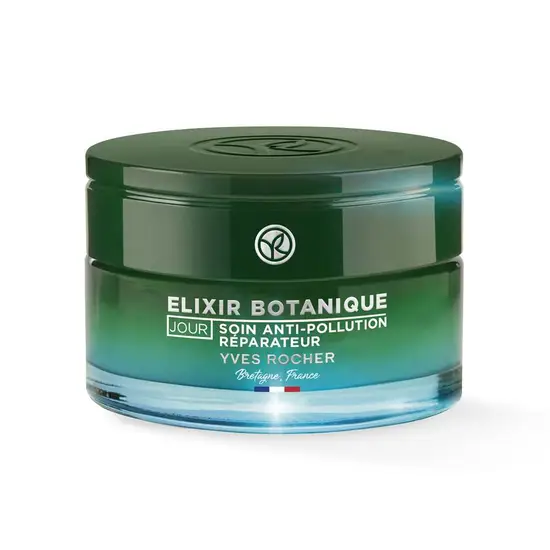 ELIXIR BOTANIQUE
JOUR SOIN ANTI-POLLUTION
RÉPARATEUR
YVES ROCHER
Bretagne, France